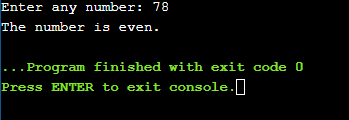 Enter any number: 78
The number is even.
...Program finished with exit code 0
Press ENTER to exit console.